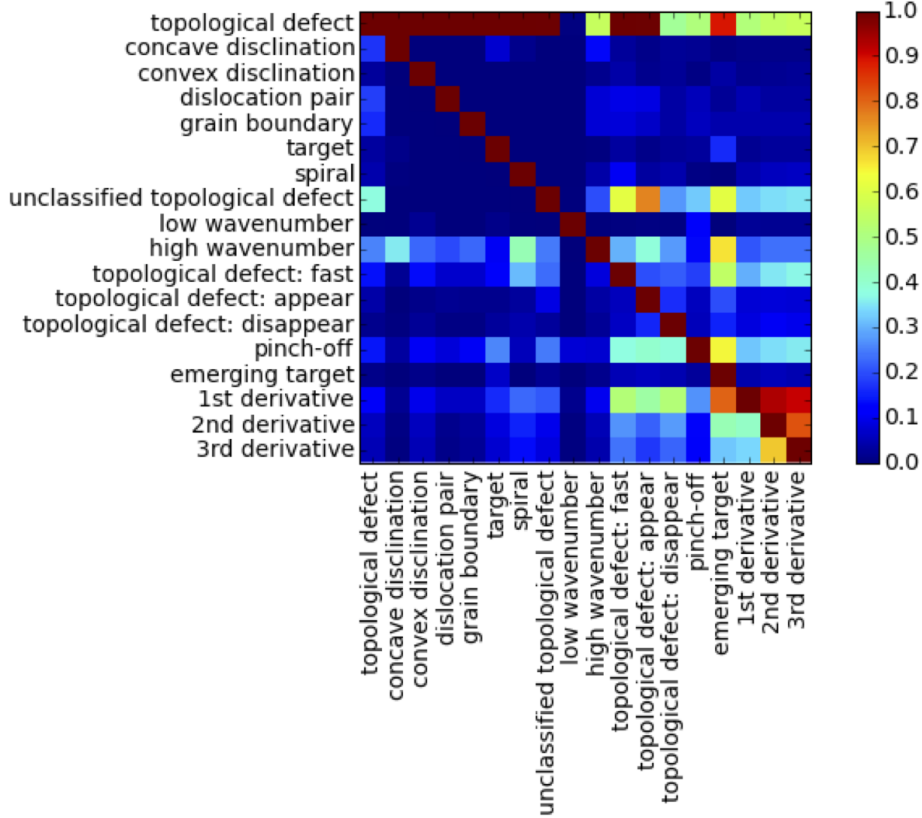 topological defect
concave disclination
convex disclination
dislocation pair
grain boundary
target
spiral
unclassified topological defect
low wavenumber
high wavenumber
topological defect: fast
topological defect: appear
topological defect: disappear
pinch-off
emerging target
1st derivative
2nd derivative
3rd derivative
topological defect
concave disclination
convex disclination
dislocation pair
grain boundary
target
spiral
unclassified topological defect
low wavenumber
high wavenumber
topological defect: fast
topological defect: appear
topological defect: disappear
pinch-off
emerging target
1st derivative
2nd derivative
3rd derivative
1.0
0.9
0.8
0.7
0.6
0.5
0.4
0.3
0.2
0.1
0.0